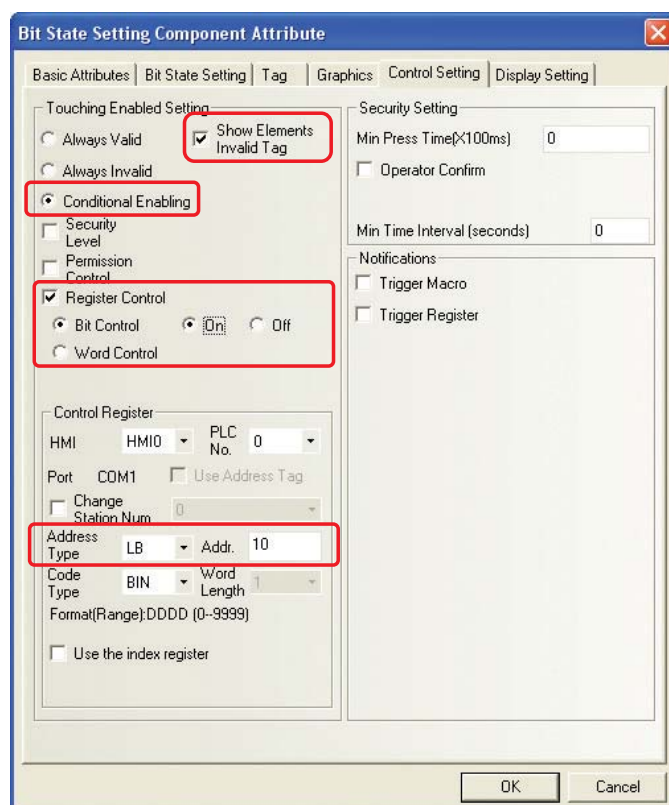 Bit State Setting Component Attribute
Basic Attributes Bit State Setting Tag Graphics Control Setting Display Setting
Touching Enabled Setting
Always Valid
Show Elements
Invalid Tag
Always Invalid
Conditional Enabling
Security
Level
Permission
Control
Register Control
Bit Control On Off
Word Control
Control Register
HMI HMI0 PLC
No. 0
Port COM1 Use Address Tag
Change
Station Num 0
Address
Type LB Addr. 10
Code
Type BIN Word
Length 1
Format(Range):DDDD (0--9999)
Use the index register
Security Setting
Min Press Time(X100ms) 0
Operator Confirm
Min Time Interval (seconds) 0
Notifications
Trigger Macro
Trigger Register
OK Cancel